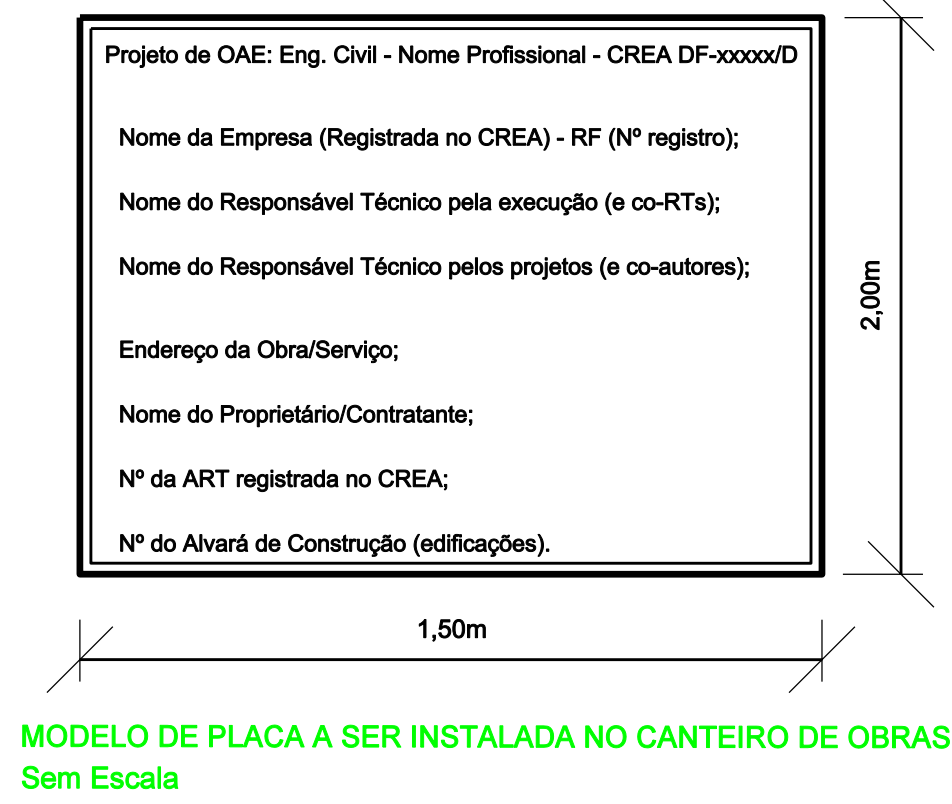 Projeto de OAE: Eng. Civil - Nome Profissional - CREA DF-xxxxx/D
Nome da Empresa (Registrada no CREA) - RF (Nº registro);
Nome do Responsável Técnico pela execução (e co-RTs);
Nome do Responsável Técnico pelos projetos (e co-autores);
Endereço da Obra/Serviço;
Nome do Proprietário/Contratante;
Nº da ART registrada no CREA;
Nº do Alvará de Construção (edificações).
2,00m
1,50m
MODELO DE PLACA A SER INSTALADA NO CANTEIRO DE OBRAS
Sem Escala